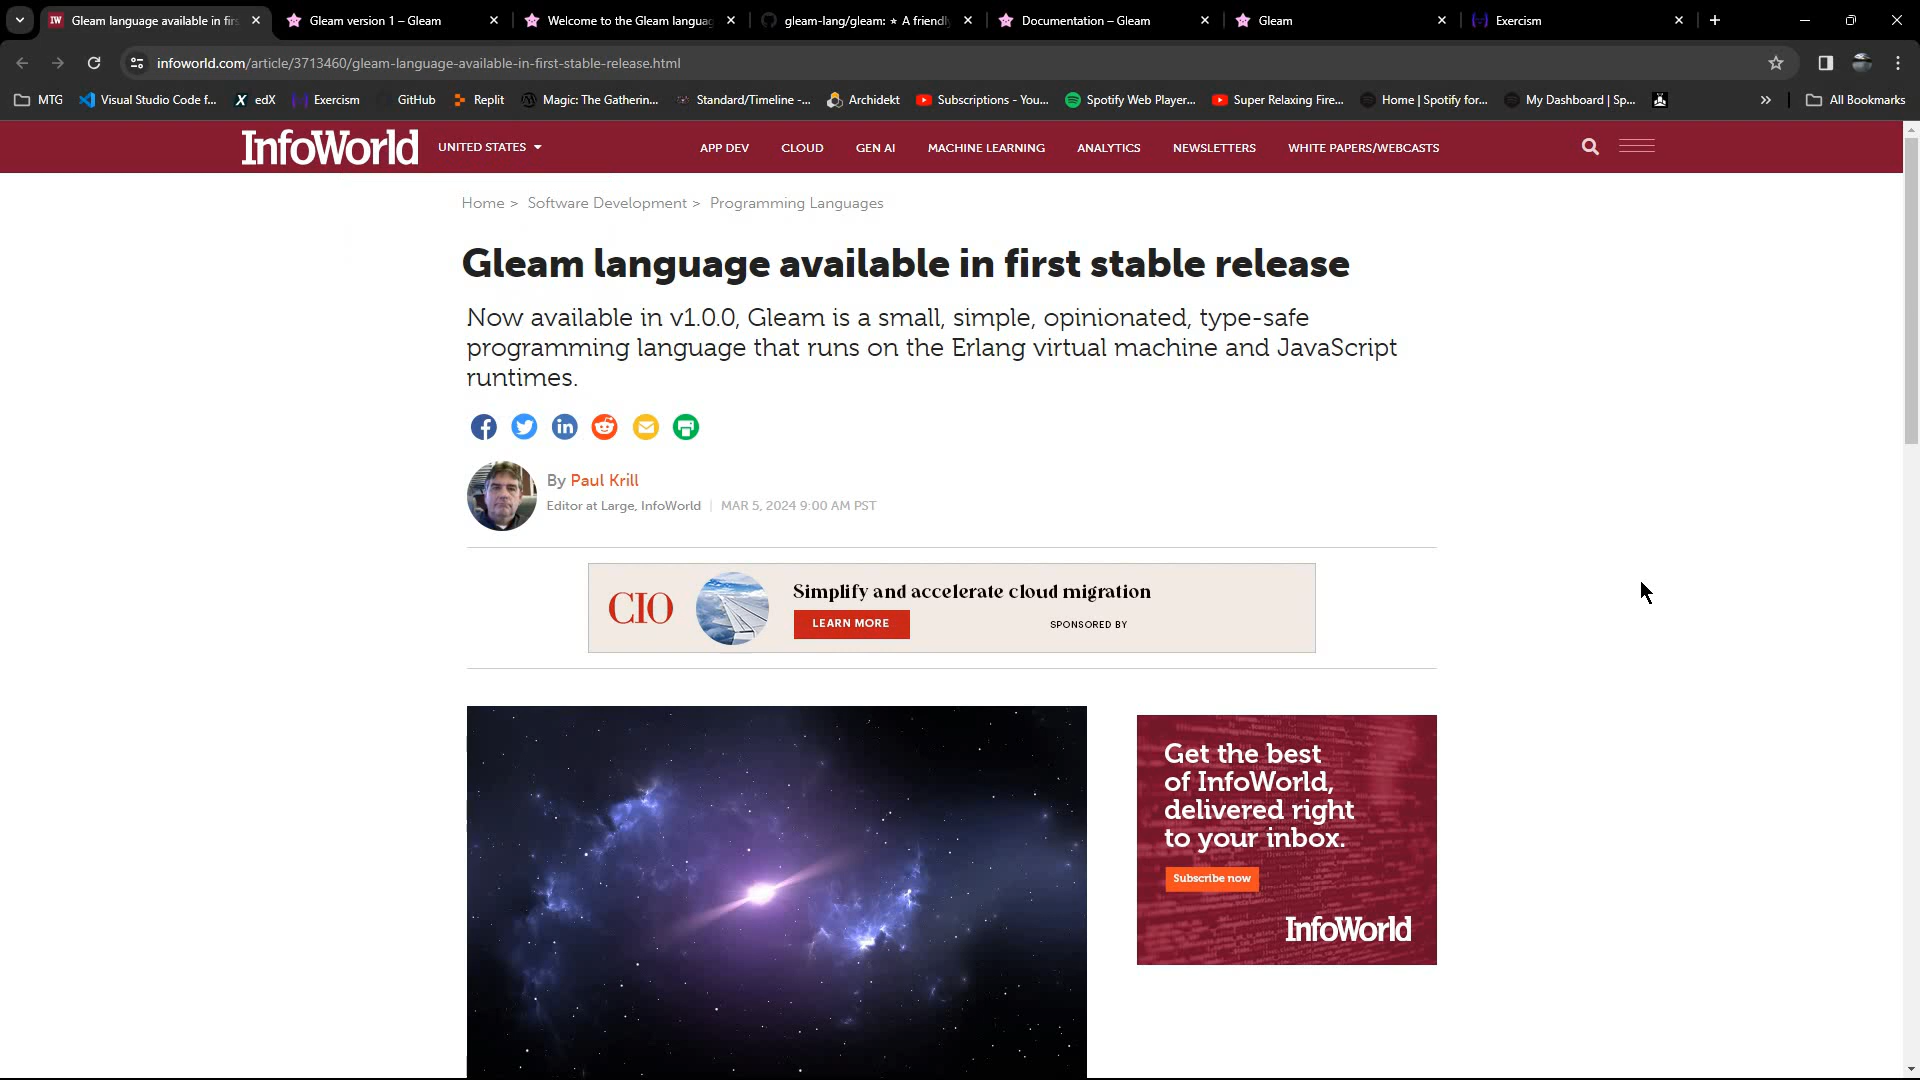 Gleam language available in firs
Gleam version 1 – Gleam
Welcome to the Gleam languag
gleam-lang/gleam: ⭐ A friendl
Documentation – Gleam
Gleam
Exercism
infoworld.com/article/3713460/gleam-language-available-in-first-stable-release.html
MTG
Visual Studio Code f...
edX
Exercism
GitHub
Replit
Magic: The Gatherin...
Standard/Timeline -...
Archidekt
Subscriptions - You...
Spotify Web Player...
Super Relaxing Fire...
Home | Spotify for...
My Dashboard | Sp...
All Bookmarks
InfoWorld
UNITED STATES
APP DEV
CLOUD
GEN AI
MACHINE LEARNING
ANALYTICS
NEWSLETTERS
WHITE PAPERS/WEBCASTS
Home > Software Development > Programming Languages
Gleam language available in first stable release
Now available in v1.0.0, Gleam is a small, simple, opinionated, type-safe
programming language that runs on the Erlang virtual machine and JavaScript
runtimes.
By Paul Krill
Editor at Large, InfoWorld | MAR 5, 2024 9:00 AM PST
CIO
Simplify and accelerate cloud migration
LEARN MORE
SPONSORED BY
Get the best
of InfoWorld,
delivered right
to your inbox.
Subscribe now
InfoWorld